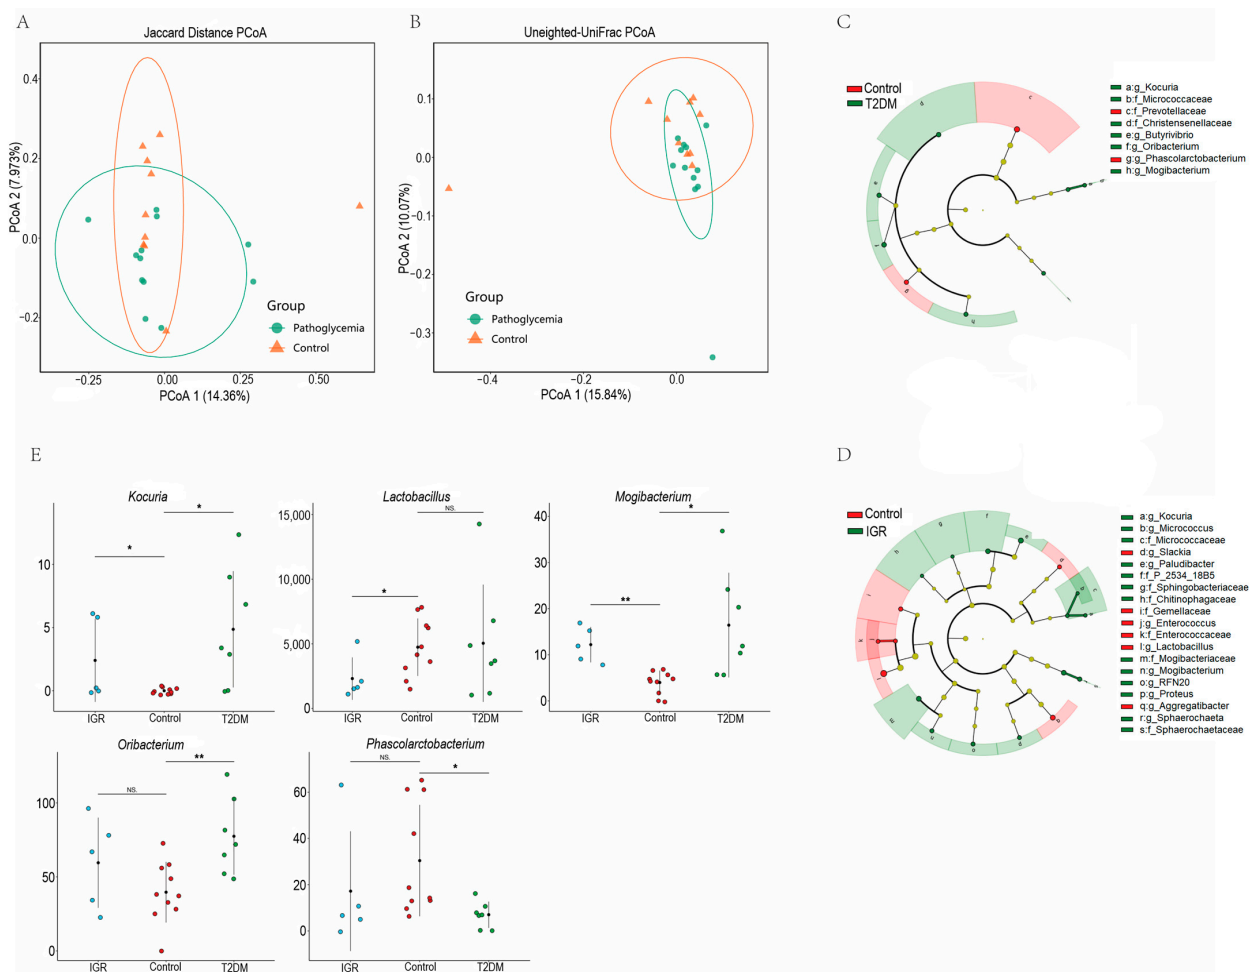 A
B
C
Jaccard Distance PCoA
Uneighted-UniFrac PCoA
PCoA 2 (7.973%)
0.4
0.2
0.0
−0.2
−0.25
0.00
0.25
0.50
PCoA 1 (14.36%)
Group
Pathoglycemia
Control
PCoA 2 (10.07%)
0.1
0.0
−0.1
−0.2
−0.3
−0.4
−0.2
0.0
PCoA 1 (15.84%)
Group
Pathoglycemia
Control
Control
T2DM
a:g_Kocuria
b:f_Micrococcaceae
c:f_Prevotellaceae
d:f_Christensenellaceae
e:g_Butyrivibrio
f:g_Oribacterium
g:g_Phascolarctobacterium
h:g_Mogibacterium
E
D
Kocuria
10
5
0
*
*
IGR
Control
T2DM
Lactobacillus
15,000
10,000
5,000
0
NS.
*
IGR
Control
T2DM
Mogibacterium
40
30
20
10
0
*
**
IGR
Control
T2DM
Oribacterium
100
50
0
**
NS.
IGR
Control
T2DM
Phascolarctobacterium
60
40
20
0
NS.
*
IGR
Control
T2DM
Control
IGR
a:g_Kocuria
b:g_Micrococcus
c:f_Micrococcaceae
d:g_Slackia
e:g_Paludibacter
f:f_P_2534_18B5
g:f_Sphingobacteriaceae
h:f_Chitinophagaceae
i:f_Gemellaceae
j:g_Enterococcus
k:f_Enterococcaceae
l:g_Lactobacillus
m:f_Mogibacteriaceae
n:g_Mogibacterium
o:g_RFN20
p:g_Proteus
q:g_Aggregatibacter
r:g_Sphaerochaeta
s:f_Sphaerochaetaceae